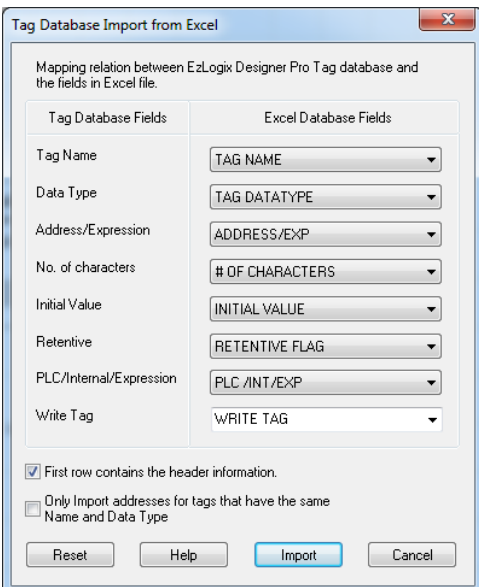 Tag Database Import from Excel
Mapping relation between EzLogix Designer Pro Tag database and
the fields in Excel file.
Tag Database Fields Excel Database Fields
Tag Name TAG NAME
Data Type TAG DATATYPE
Address/Expression ADDRESS/EXP
No. of characters # OF CHARACTERS
Initial Value INITIAL VALUE
Retentive RETENTIVE FLAG
PLC/Internal/Expression PLC /INT/EXP
Write Tag WRITE TAG
First row contains the header information.
Only Import addresses for tags that have the same
Name and Data Type
Reset Help Import Cancel